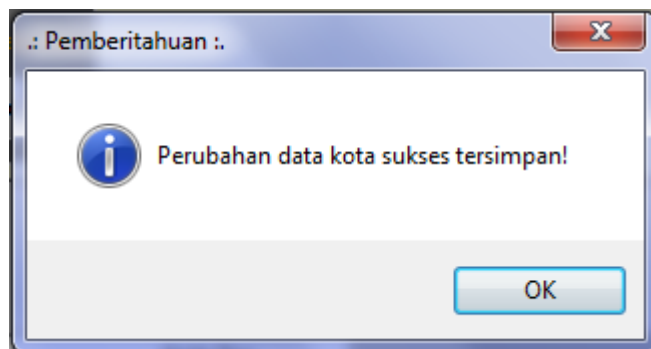 .: Pemberitahuan :.
Perubahan data kota sukses tersimpan!
OK